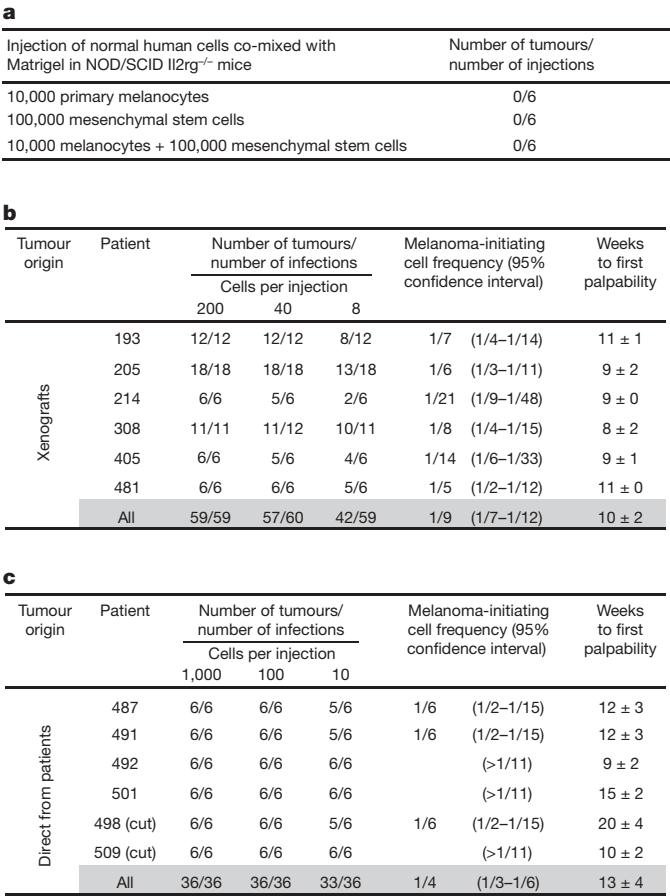 a
Injection of normal human cells co-mixed with Matrigel in NOD/SCID Il2rg–/– mice	Number of tumours/ number of injections
10,000 primary melanocytes	0/6
100,000 mesenchymal stem cells	0/6
10,000 melanocytes + 100,000 mesenchymal stem cells	0/6
b
Tumour origin	Patient	Number of tumours/ number of infections	Melanoma-initiating cell frequency (95% confidence interval)	Weeks to first palpability
Cells per injection
200	40	8
Xenografts
193	12/12	12/12	8/12	1/7	(1/4–1/14)	11 ± 1
205	18/18	18/18	13/18	1/6	(1/3–1/11)	9 ± 2
214	6/6	5/6	2/6	1/21	(1/9–1/48)	9 ± 0
308	11/11	11/12	10/11	1/8	(1/4–1/15)	8 ± 2
405	6/6	5/6	4/6	1/14	(1/6–1/33)	9 ± 1
481	6/6	6/6	5/6	1/5	(1/2–1/12)	11 ± 0
All	59/59	57/60	42/59	1/9	(1/7–1/12)	10 ± 2
c
Tumour origin	Patient	Number of tumours/ number of infections	Melanoma-initiating cell frequency (95% confidence interval)	Weeks to first palpability
Cells per injection
1,000	100	10
Direct from patients
487	6/6	6/6	5/6	1/6	(1/2–1/15)	12 ± 3
491	6/6	6/6	5/6	1/6	(1/2–1/15)	12 ± 3
492	6/6	6/6	6/6	(>1/11)	9 ± 2
501	6/6	6/6	6/6	(>1/11)	15 ± 2
498 (cut)	6/6	6/6	5/6	1/6	(1/2–1/15)	20 ± 4
509 (cut)	6/6	6/6	6/6	(>1/11)	10 ± 2
All	36/36	36/36	33/36	1/4	(1/3–1/6)	13 ± 4